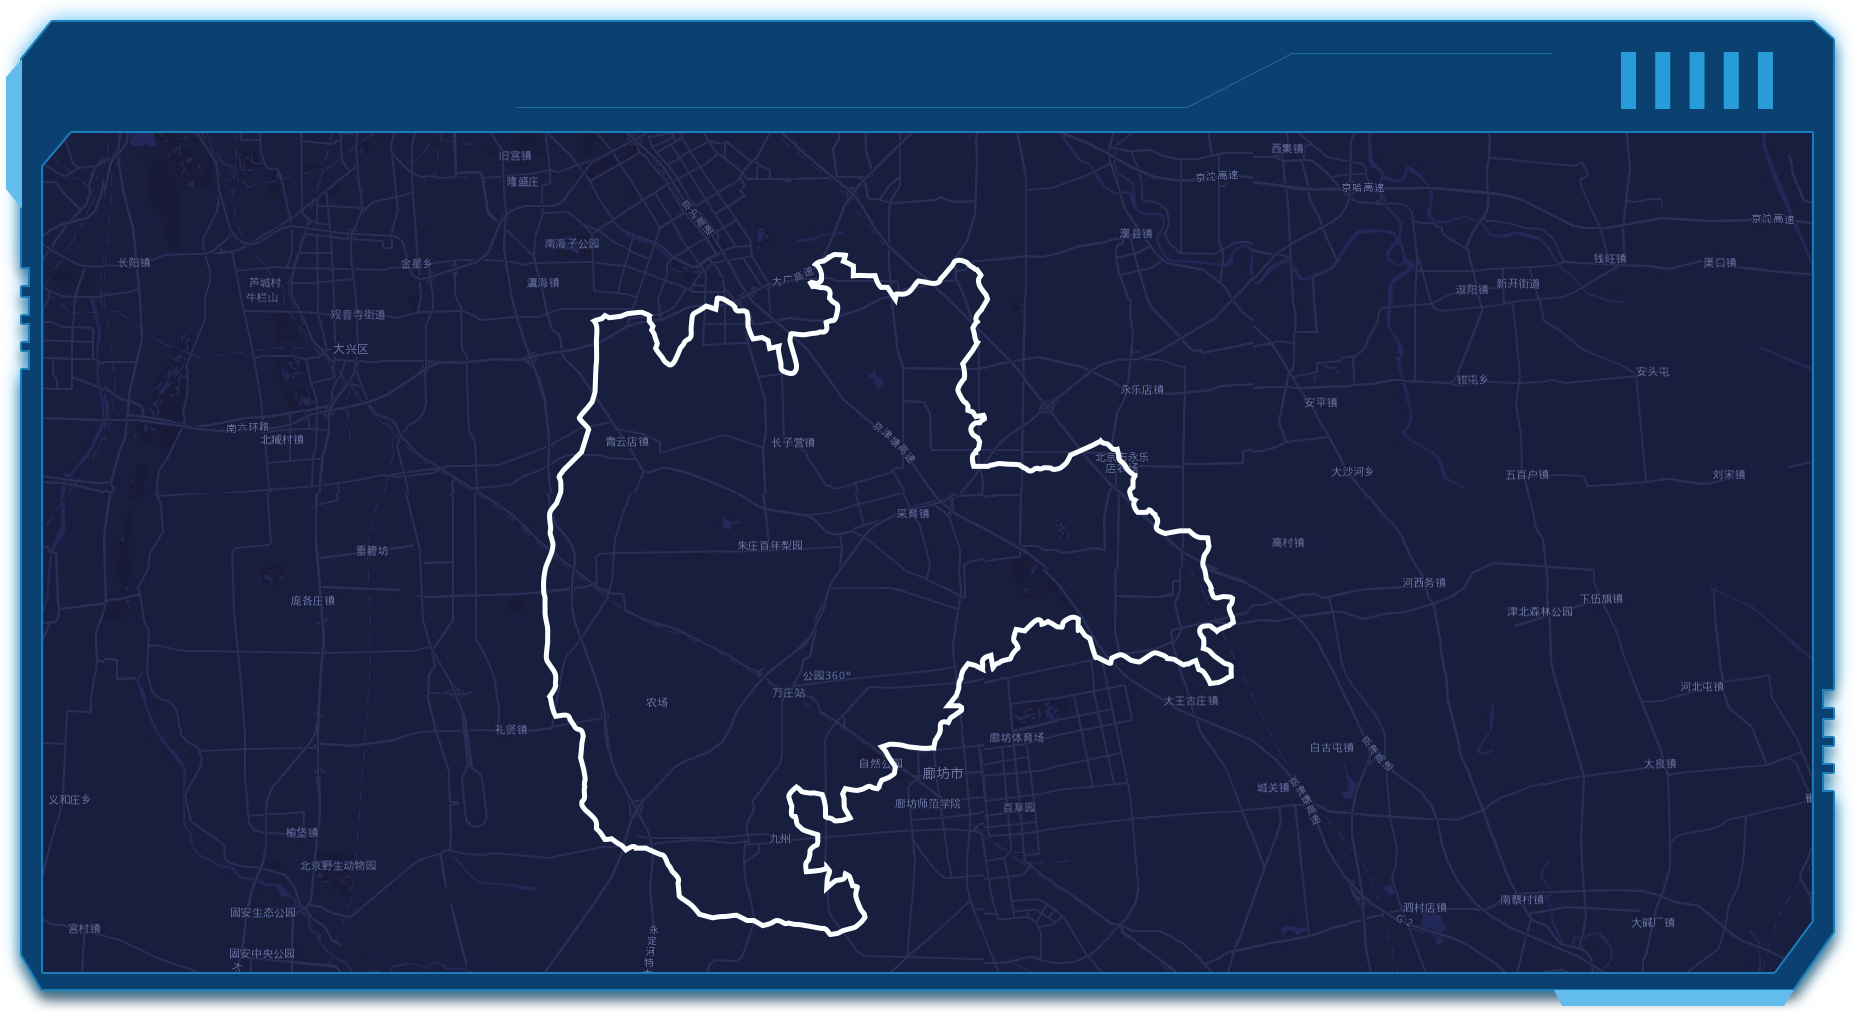 旧宫镇
西集镇
隆盛庄
京沈高速
京哈高速
京沈高速
漷县镇
南海子公园
长阳镇
金星乡
钱旺镇
渠口镇
大广高速
芦城村
瀛海镇
新开街道
淑阳镇
牛栏山
观音寺街道
大兴区
安头屯
钳屯乡
永乐店镇
安平镇
南六环路
北臧村镇
青云店镇
长子营镇
京津塘高速
北京市永乐
店农场
大沙河乡
五百户镇
刘宋镇
采育镇
高村镇
朱庄百年梨园
垂碧坊
河西务镇
庞各庄镇
下伍旗镇
津北森林公园
公园360°
万庄站
农场
河北屯镇
大王古庄镇
礼贤镇
廊坊体育场
白古屯镇
自然公园
廊坊市
大良镇
城关镇
义和庄乡
廊坊师范学院
百草园
榆垡镇
九州
北京野生动物园
南蔡村镇
泗村店镇
固安生态公园
G-2
大碱厂镇
宫村镇
永定河特大
固安中央公园
大